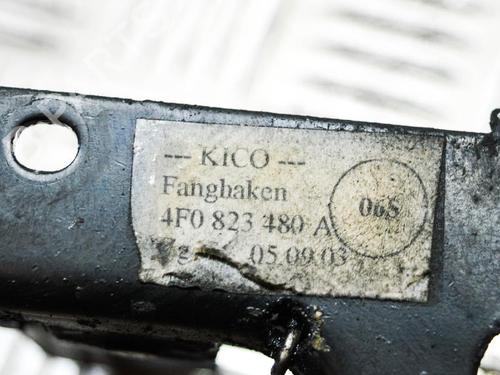 --- KICO ---
Fanghaken
4F0 823 480 A
06S
05.09.03